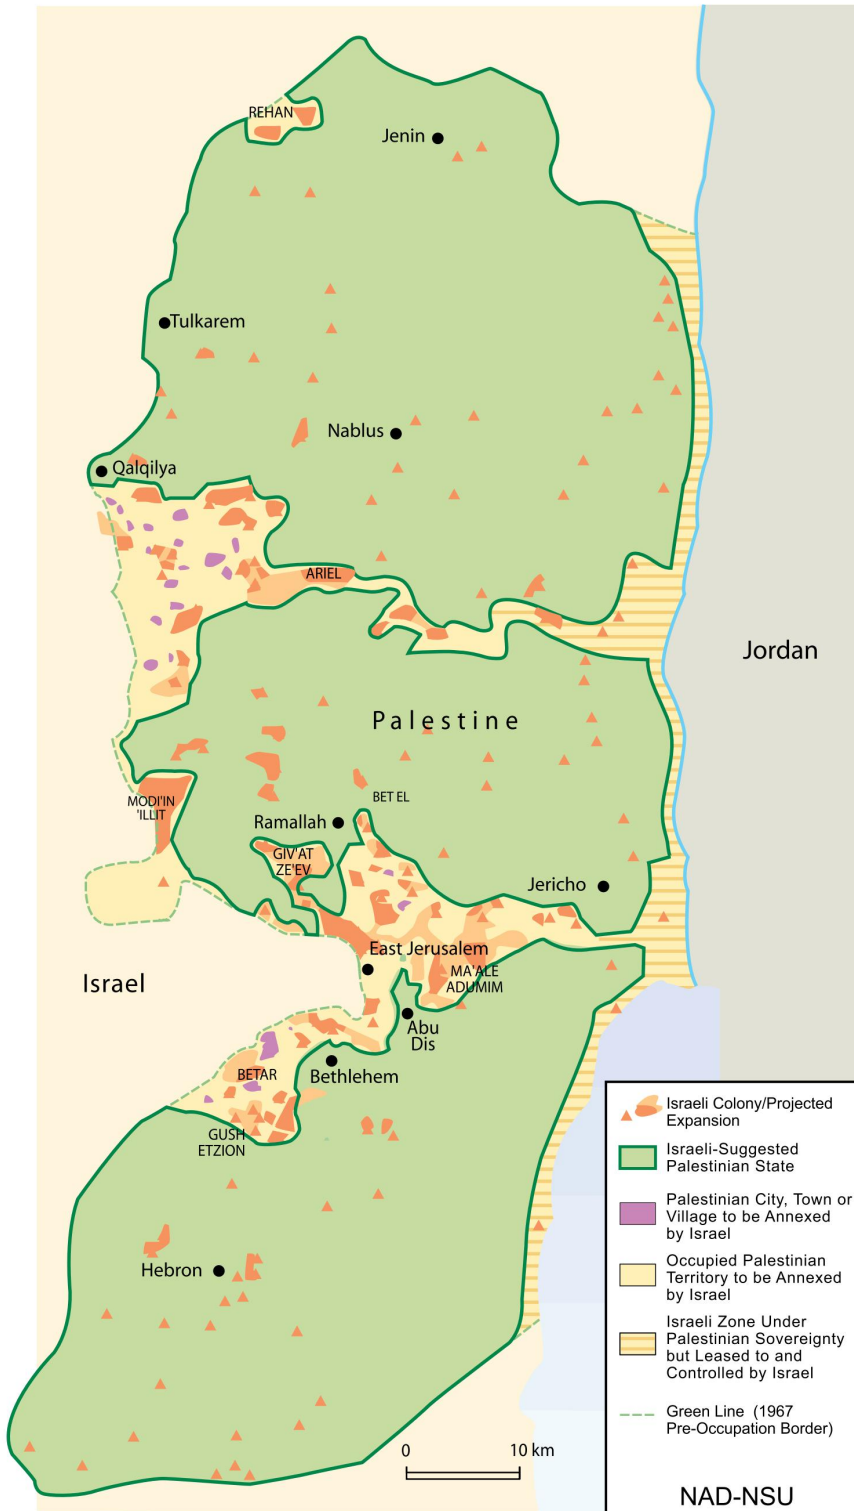 REHAN
Jenin
Tulkarem
Nablus
Qalqilya
ARIEL
Jordan
Palestine
MODI'IN
'ILLIT
BET EL
Ramallah
GIV'AT
ZE'EV
Jericho
East Jerusalem
Israel
MA'ALE
ADUMIM
Abu
Dis
BETAR
Bethlehem
GUSH
ETZION
Hebron
0 10 km
Israeli Colony/Projected
Expansion
Israeli-Suggested
Palestinian State
Palestinian City, Town or
Village to be Annexed
by Israel
Occupied Palestinian
Territory to be Annexed
by Israel
Israeli Zone Under
Palestinian Sovereignty
but Leased to and
Controlled by Israel
Green Line (1967
Pre-Occupation Border)
NAD-NSU